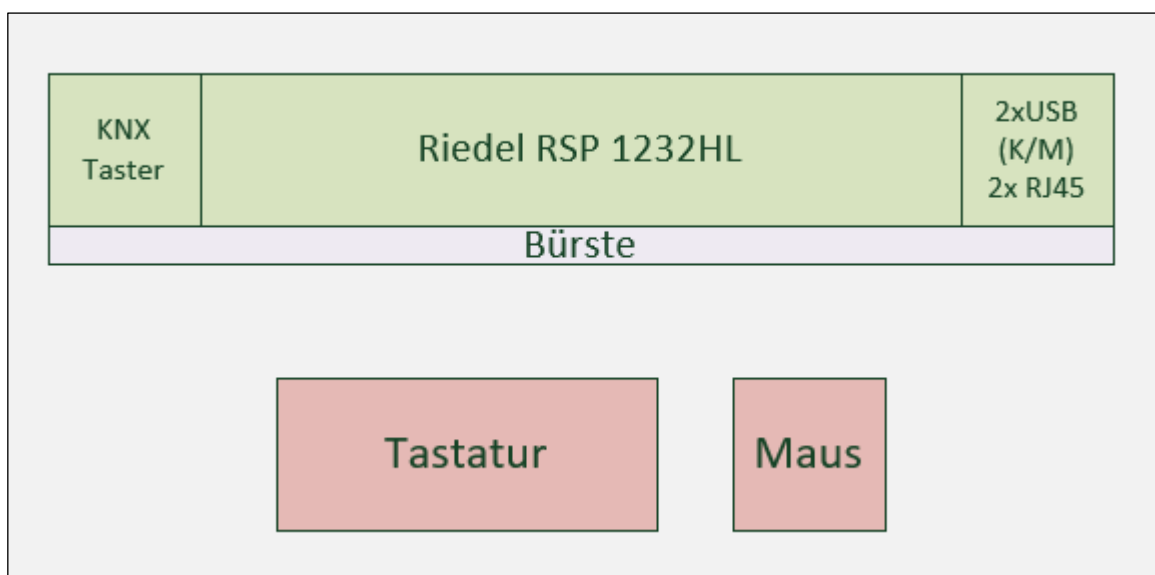 KNX
Taster
Riedel RSP 1232HL
2xUSB
(K/M)
2x RJ45
Bürste
Tastatur
Maus